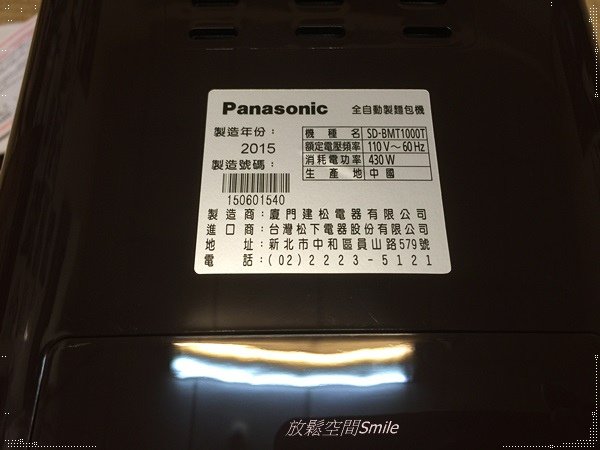 Panasonic 全自動製麵包機
製造年份：
2015
製造號碼：
150601540
機種名 SD-BMT1000T
額定電壓頻率 110V～60Hz
消耗電功率 430W
生產地 中國
製造商：廈門建松電器有限公司
進口商：台灣松下電器股份有限公司
地址：新北市中和區員山路579號
電話：(02)2223-5121
放鬆空間Smile